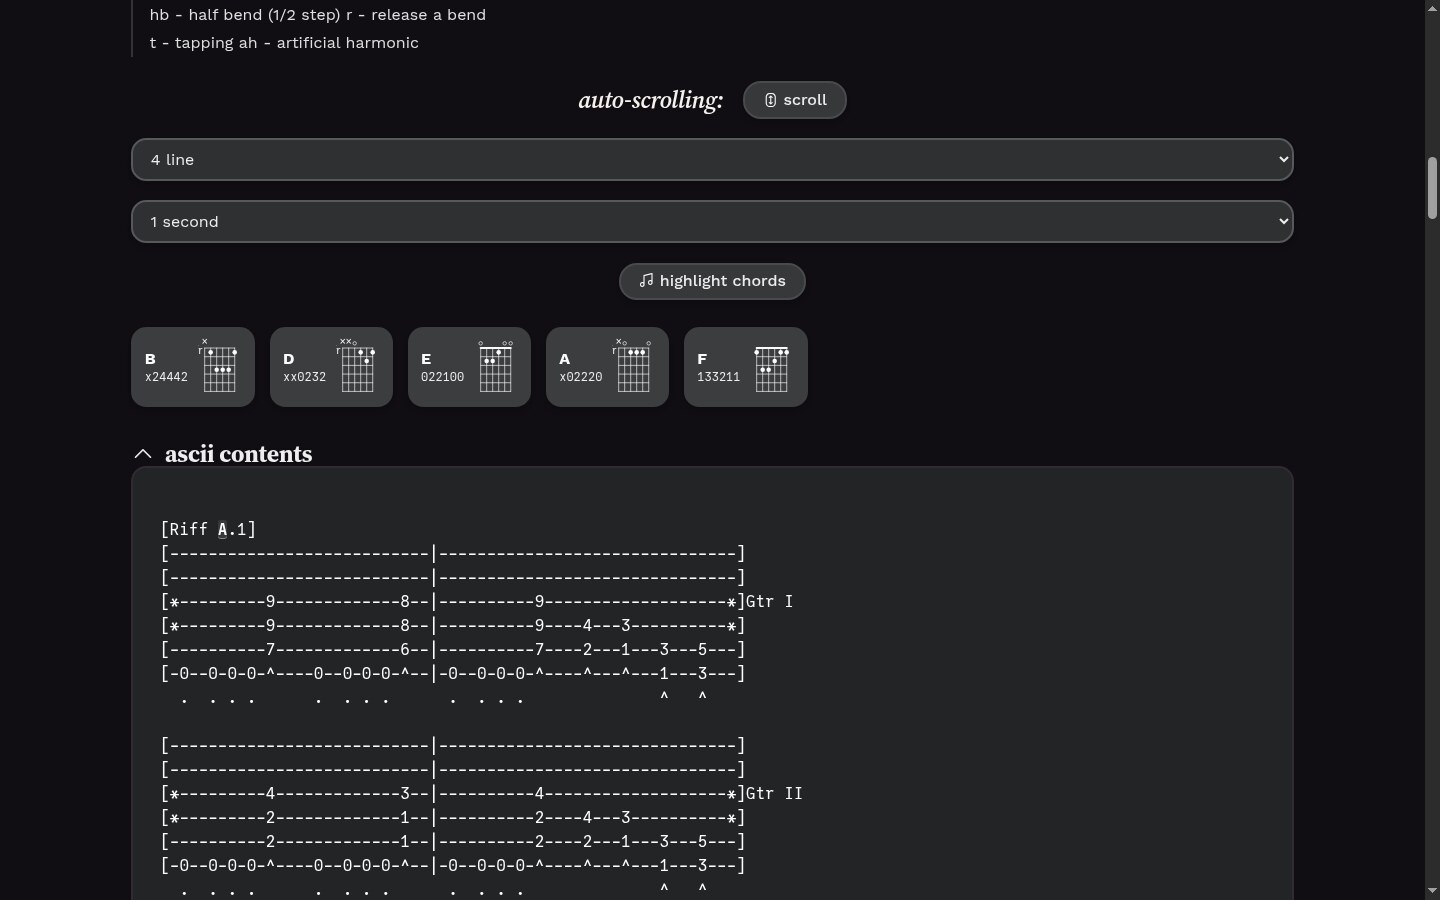 hb - half bend (1/2 step) r - release a bend
t - tapping ah - artificial harmonic
auto-scrolling: scroll
4 line
1 second
highlight chords
B
x24442
D
xx0232
E
022100
A
x02220
F
133211
ascii contents
[Riff A.1]
[---------------------------|-------------------------------]
[---------------------------|-------------------------------]
[*---------9-------------8--|----------9-------------------*]Gtr I
[*---------9-------------8--|----------9----4---3----------*]
[----------7-------------6--|----------7----2---1---3---5---]
[-0--0-0-0-^----0--0-0-0-^--|-0--0-0-0-^----^---^---1---3---]
  .  . . .      .  . . .      .  . . .              ^   ^
[---------------------------|-------------------------------]
[---------------------------|-------------------------------]
[*---------4-------------3--|----------4-------------------*]Gtr II
[*---------2-------------1--|----------2----4---3----------*]
[----------2-------------1--|----------2----2---1---3---5---]
[-0--0-0-0-^----0--0-0-0-^--|-0--0-0-0-^----^---^---1---3---]
  .  . . .      .  . . .      .  . . .              ^   ^